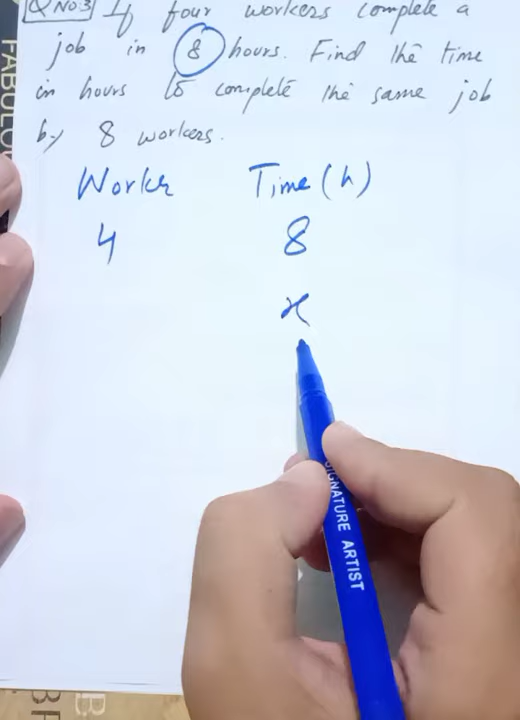 Q No 3 If four workers complete a
job in 8 hours. Find the time
in hours to complete the same job
by 8 workers.
Worker Time (h)
4 8
x
SIGNATURE ARTIST